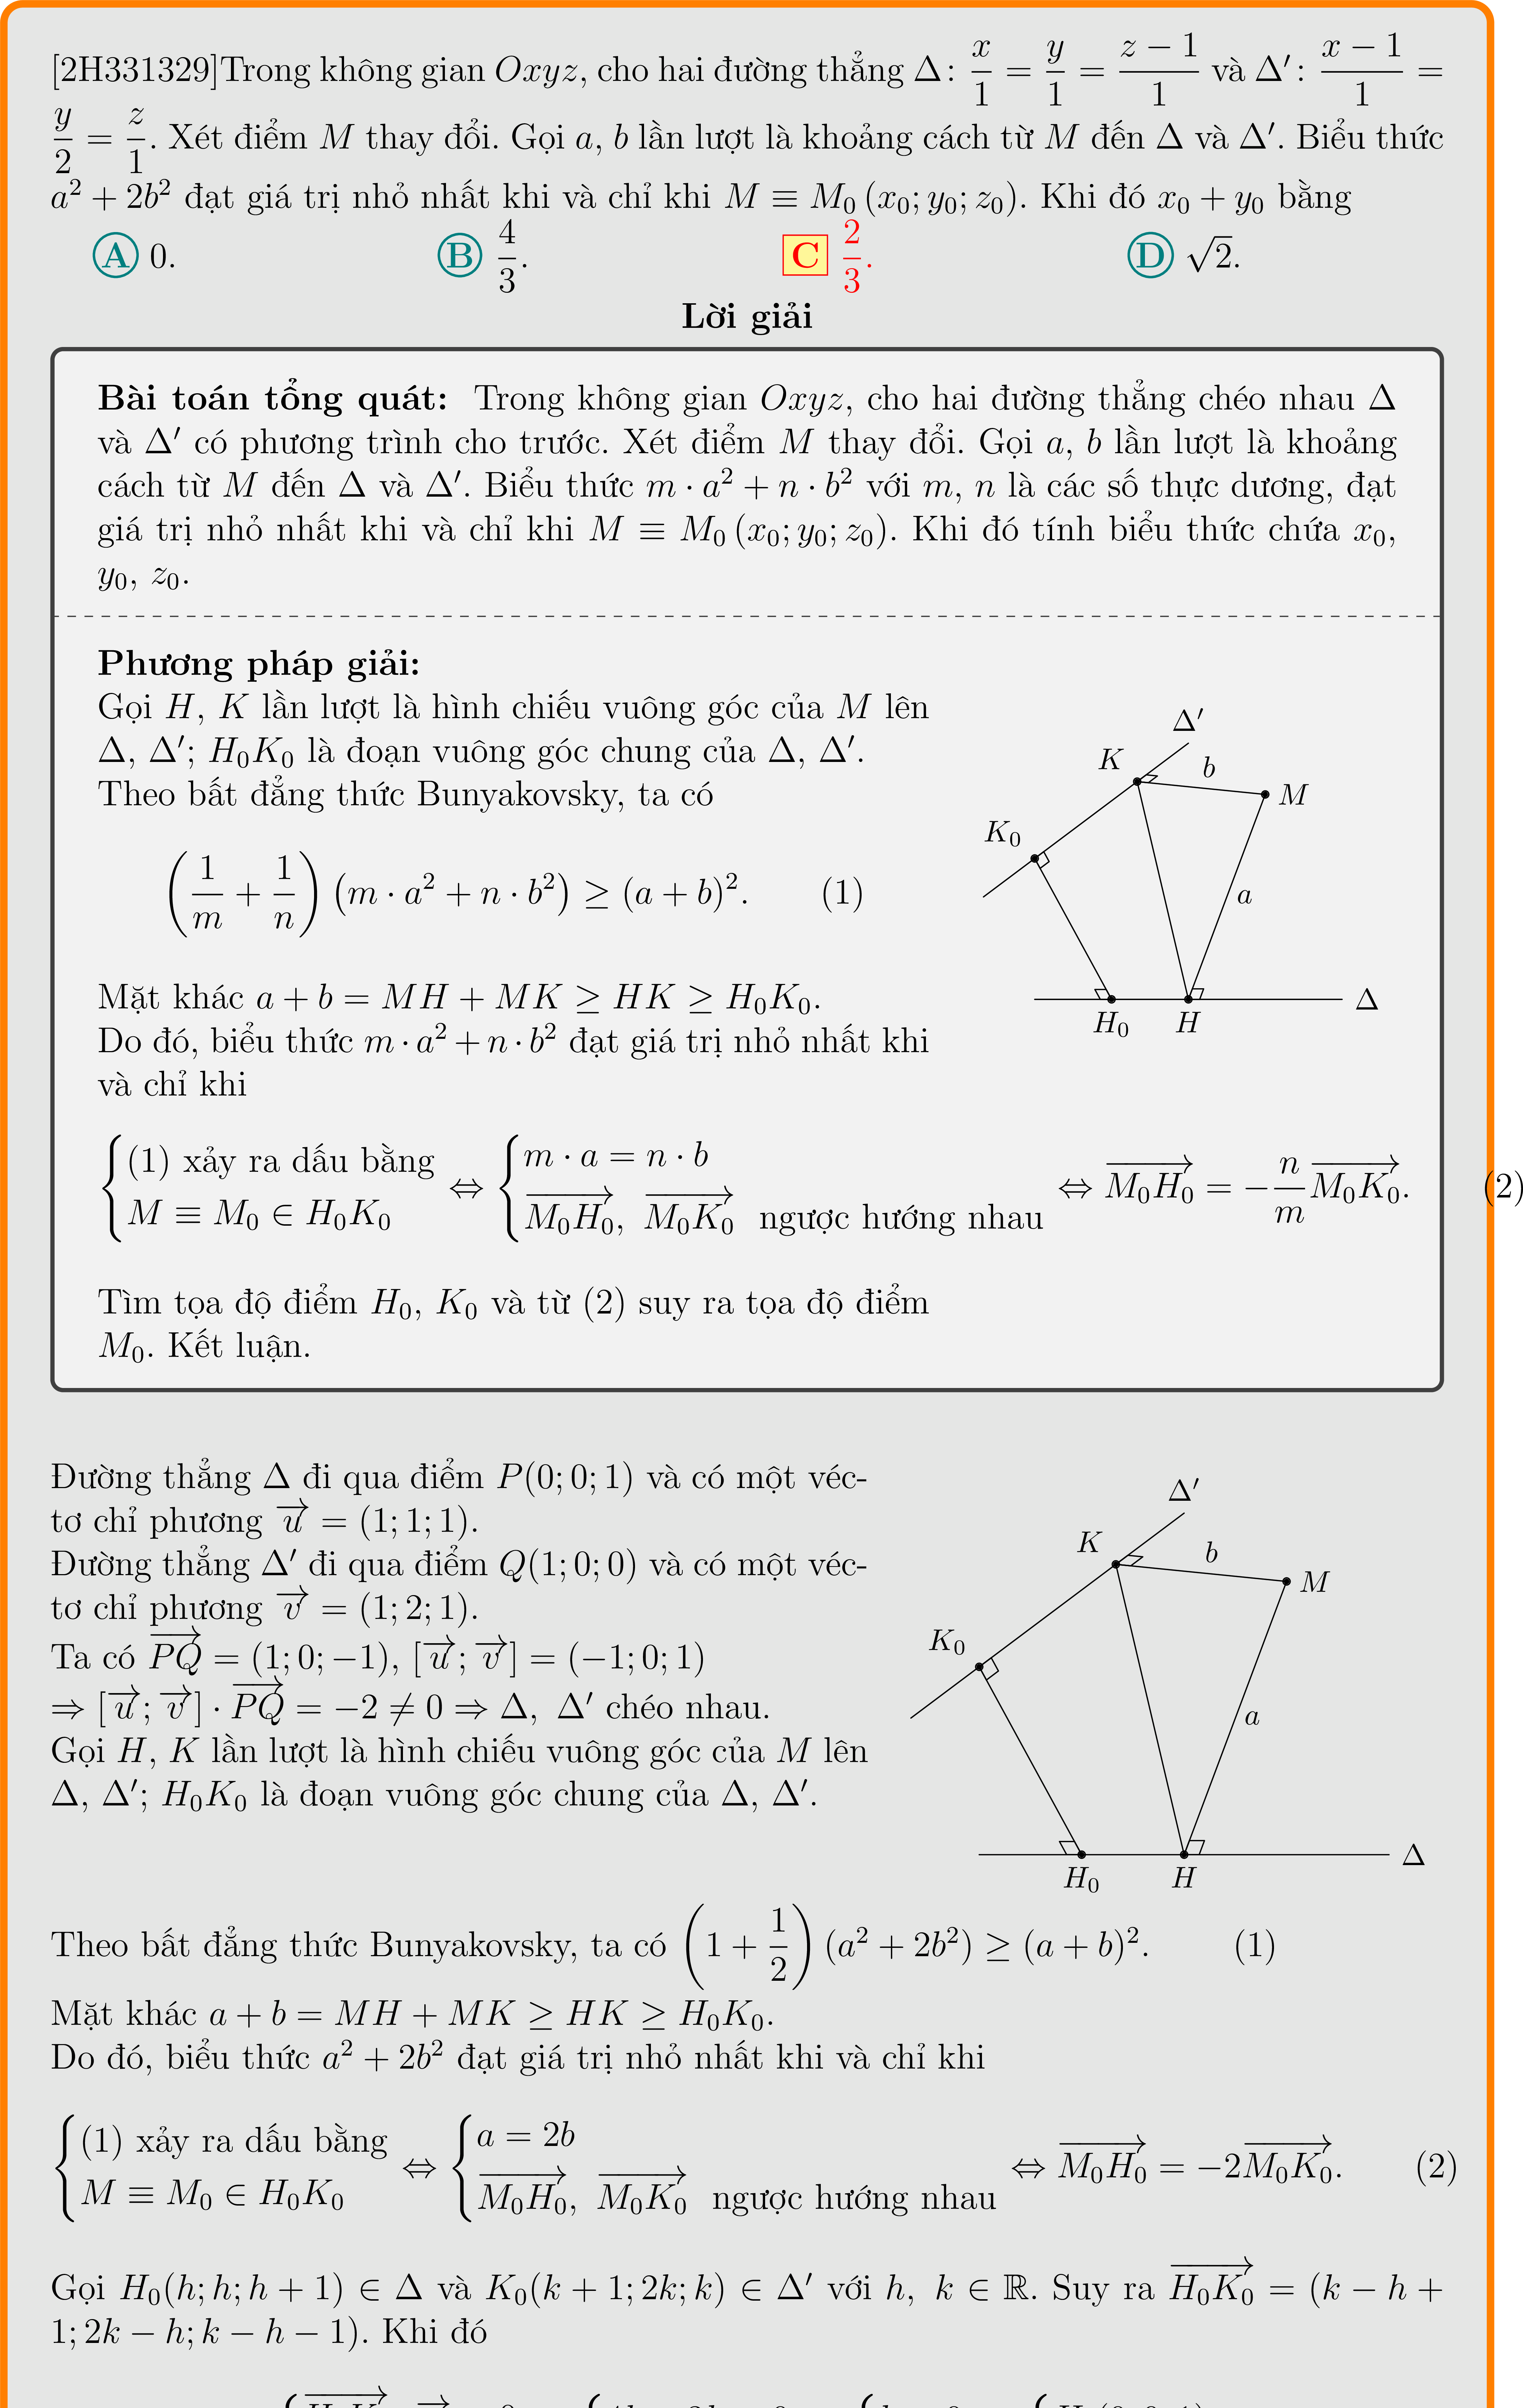 [2H331329]Trong không gian $Oxyz$, cho hai đường thẳng $\Delta\colon \dfrac{x}{1} = \dfrac{y}{1} = \dfrac{z-1}{1}$ và $\Delta'\colon \dfrac{x-1}{1} =$
$\dfrac{y}{2} = \dfrac{z}{1}$. Xét điểm $M$ thay đổi. Gọi $a$, $b$ lần lượt là khoảng cách từ $M$ đến $\Delta$ và $\Delta'$. Biểu thức
$a^2 + 2b^2$ đạt giá trị nhỏ nhất khi và chỉ khi $M \equiv M_0\,(x_0; y_0; z_0)$. Khi đó $x_0 + y_0$ bằng
A 0. B $\dfrac{4}{3}$. C $\dfrac{2}{3}$. D $\sqrt{2}$.
Lời giải
Bài toán tổng quát: Trong không gian $Oxyz$, cho hai đường thẳng chéo nhau $\Delta$
và $\Delta'$ có phương trình cho trước. Xét điểm $M$ thay đổi. Gọi $a$, $b$ lần lượt là khoảng
cách từ $M$ đến $\Delta$ và $\Delta'$. Biểu thức $m \cdot a^2 + n \cdot b^2$ với $m$, $n$ là các số thực dương, đạt
giá trị nhỏ nhất khi và chỉ khi $M \equiv M_0\,(x_0; y_0; z_0)$. Khi đó tính biểu thức chứa $x_0$,
$y_0$, $z_0$.
Phương pháp giải:
Gọi $H$, $K$ lần lượt là hình chiếu vuông góc của $M$ lên
$\Delta$, $\Delta'$; $H_0K_0$ là đoạn vuông góc chung của $\Delta$, $\Delta'$.
Theo bất đẳng thức Bunyakovsky, ta có
$\left(\dfrac{1}{m} + \dfrac{1}{n}\right)\left(m \cdot a^2 + n \cdot b^2\right) \geq (a+b)^2. \quad (1)$
Mặt khác $a + b = MH + MK \geq HK \geq H_0K_0$.
Do đó, biểu thức $m \cdot a^2 + n \cdot b^2$ đạt giá trị nhỏ nhất khi
và chỉ khi
$\Delta'$
$K$
$b$
$M$
$K_0$
$a$
$\Delta$
$H_0$
$H$
$\begin{cases} (1) \text{ xảy ra dấu bằng} \\ M \equiv M_0 \in H_0K_0 \end{cases} \Leftrightarrow \begin{cases} m \cdot a = n \cdot b \\ \overrightarrow{M_0H_0},\ \overrightarrow{M_0K_0} \text{ ngược hướng nhau} \end{cases} \Leftrightarrow \overrightarrow{M_0H_0} = -\dfrac{n}{m}\overrightarrow{M_0K_0}. \quad (2)$
Tìm tọa độ điểm $H_0$, $K_0$ và từ (2) suy ra tọa độ điểm
$M_0$. Kết luận.
Đường thẳng $\Delta$ đi qua điểm $P(0; 0; 1)$ và có một véc-
tơ chỉ phương $\overrightarrow{u} = (1; 1; 1)$.
Đường thẳng $\Delta'$ đi qua điểm $Q(1; 0; 0)$ và có một véc-
tơ chỉ phương $\overrightarrow{v} = (1; 2; 1)$.
Ta có $\overrightarrow{PQ} = (1; 0; -1)$, $[\overrightarrow{u}; \overrightarrow{v}] = (-1; 0; 1)$
$\Rightarrow [\overrightarrow{u}; \overrightarrow{v}] \cdot \overrightarrow{PQ} = -2 \neq 0 \Rightarrow \Delta,\ \Delta'$ chéo nhau.
Gọi $H$, $K$ lần lượt là hình chiếu vuông góc của $M$ lên
$\Delta$, $\Delta'$; $H_0K_0$ là đoạn vuông góc chung của $\Delta$, $\Delta'$.
$\Delta'$
$K$
$b$
$M$
$K_0$
$a$
$\Delta$
$H_0$
$H$
Theo bất đẳng thức Bunyakovsky, ta có $\left(1 + \dfrac{1}{2}\right)(a^2 + 2b^2) \geq (a+b)^2. \quad (1)$
Mặt khác $a + b = MH + MK \geq HK \geq H_0K_0$.
Do đó, biểu thức $a^2 + 2b^2$ đạt giá trị nhỏ nhất khi và chỉ khi
$\begin{cases} (1) \text{ xảy ra dấu bằng} \\ M \equiv M_0 \in H_0K_0 \end{cases} \Leftrightarrow \begin{cases} a = 2b \\ \overrightarrow{M_0H_0},\ \overrightarrow{M_0K_0} \text{ ngược hướng nhau} \end{cases} \Leftrightarrow \overrightarrow{M_0H_0} = -2\overrightarrow{M_0K_0}. \quad (2)$
Gọi $H_0(h; h; h+1) \in \Delta$ và $K_0(k+1; 2k; k) \in \Delta'$ với $h,\ k \in \mathbb{R}$. Suy ra $\overrightarrow{H_0K_0} = (k - h +$
$1; 2k - h; k - h - 1)$. Khi đó